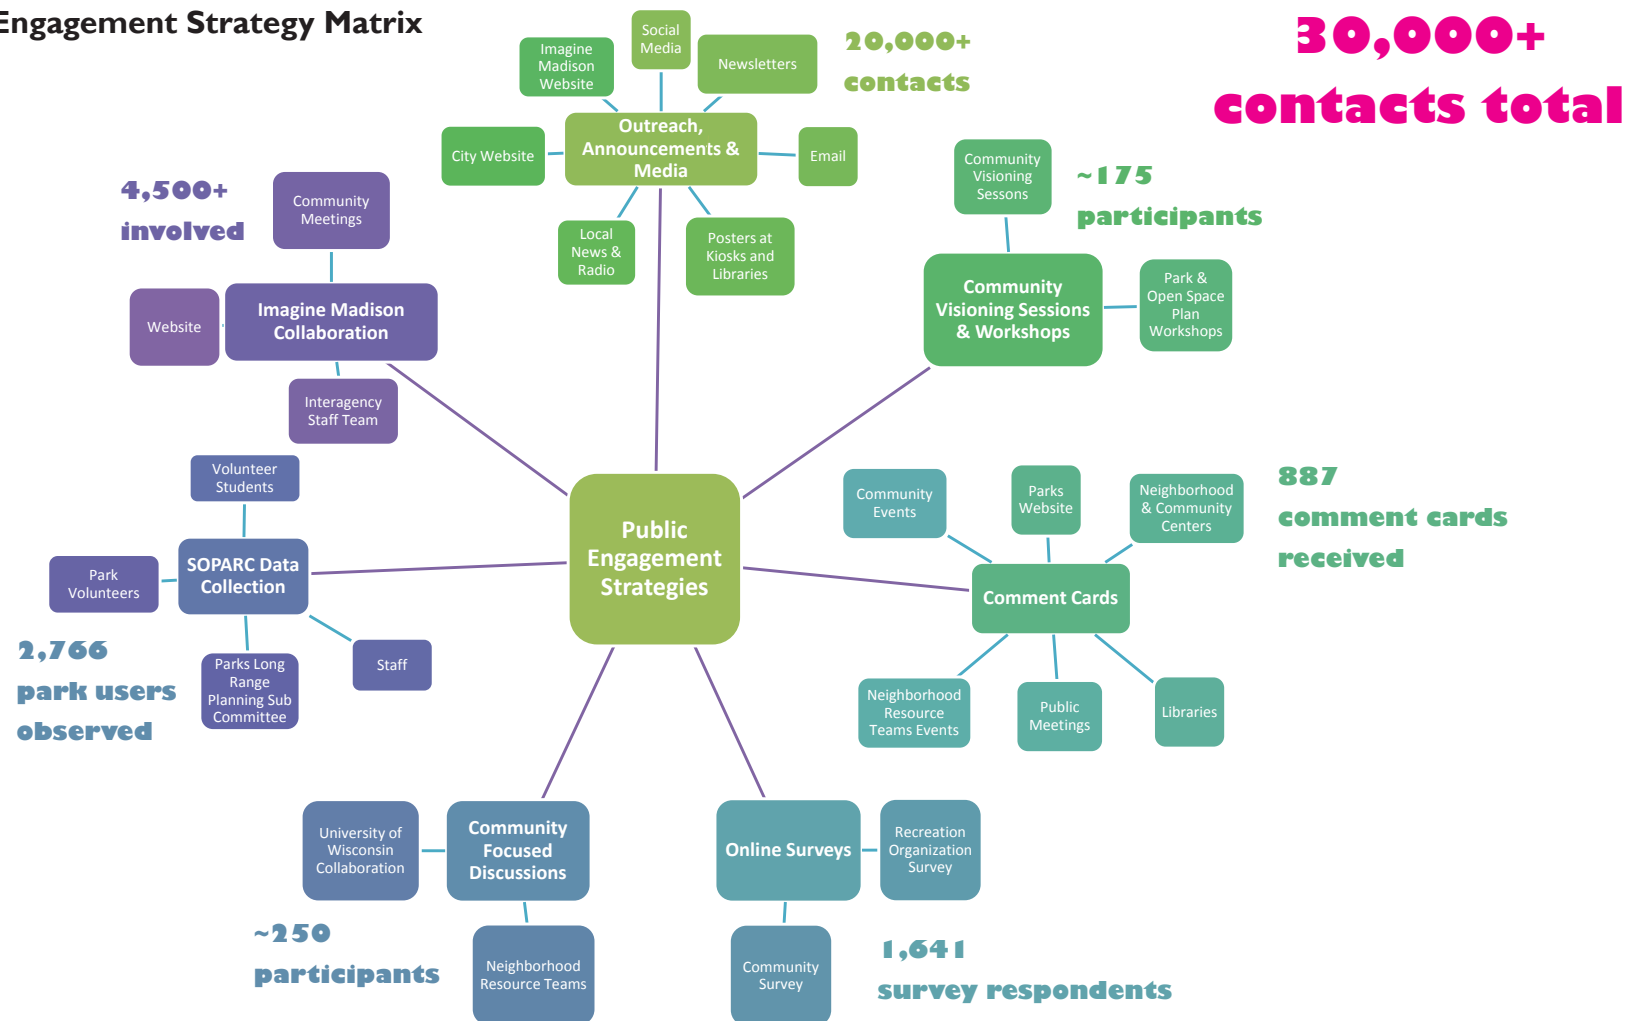 Engagement Strategy Matrix
30,000+
contacts total
20,000+
contacts
Social
Media
Imagine
Madison
Website
Newsletters
City Website
Outreach,
Announcements &
Media
Email
Local
News &
Radio
Posters at
Kiosks and
Libraries
Community
Visioning
Sessons
~175
participants
Community
Visioning Sessions
& Workshops
Park &
Open Space
Plan
Workshops
4,500+
involved
Community
Meetings
Website
Imagine Madison
Collaboration
Interagency
Staff Team
Public
Engagement
Strategies
Community
Events
Parks
Website
Neighborhood
& Community
Centers
887
comment cards
received
Comment Cards
Neighborhood
Resource
Teams Events
Public
Meetings
Libraries
Volunteer
Students
Park
Volunteers
SOPARC Data
Collection
Parks Long
Range
Planning Sub
Committee
Staff
2,766
park users
observed
University of
Wisconsin
Collaboration
Community
Focused
Discussions
Neighborhood
Resource Teams
~250
participants
Online Surveys
Recreation
Organization
Survey
Community
Survey
1,641
survey respondents